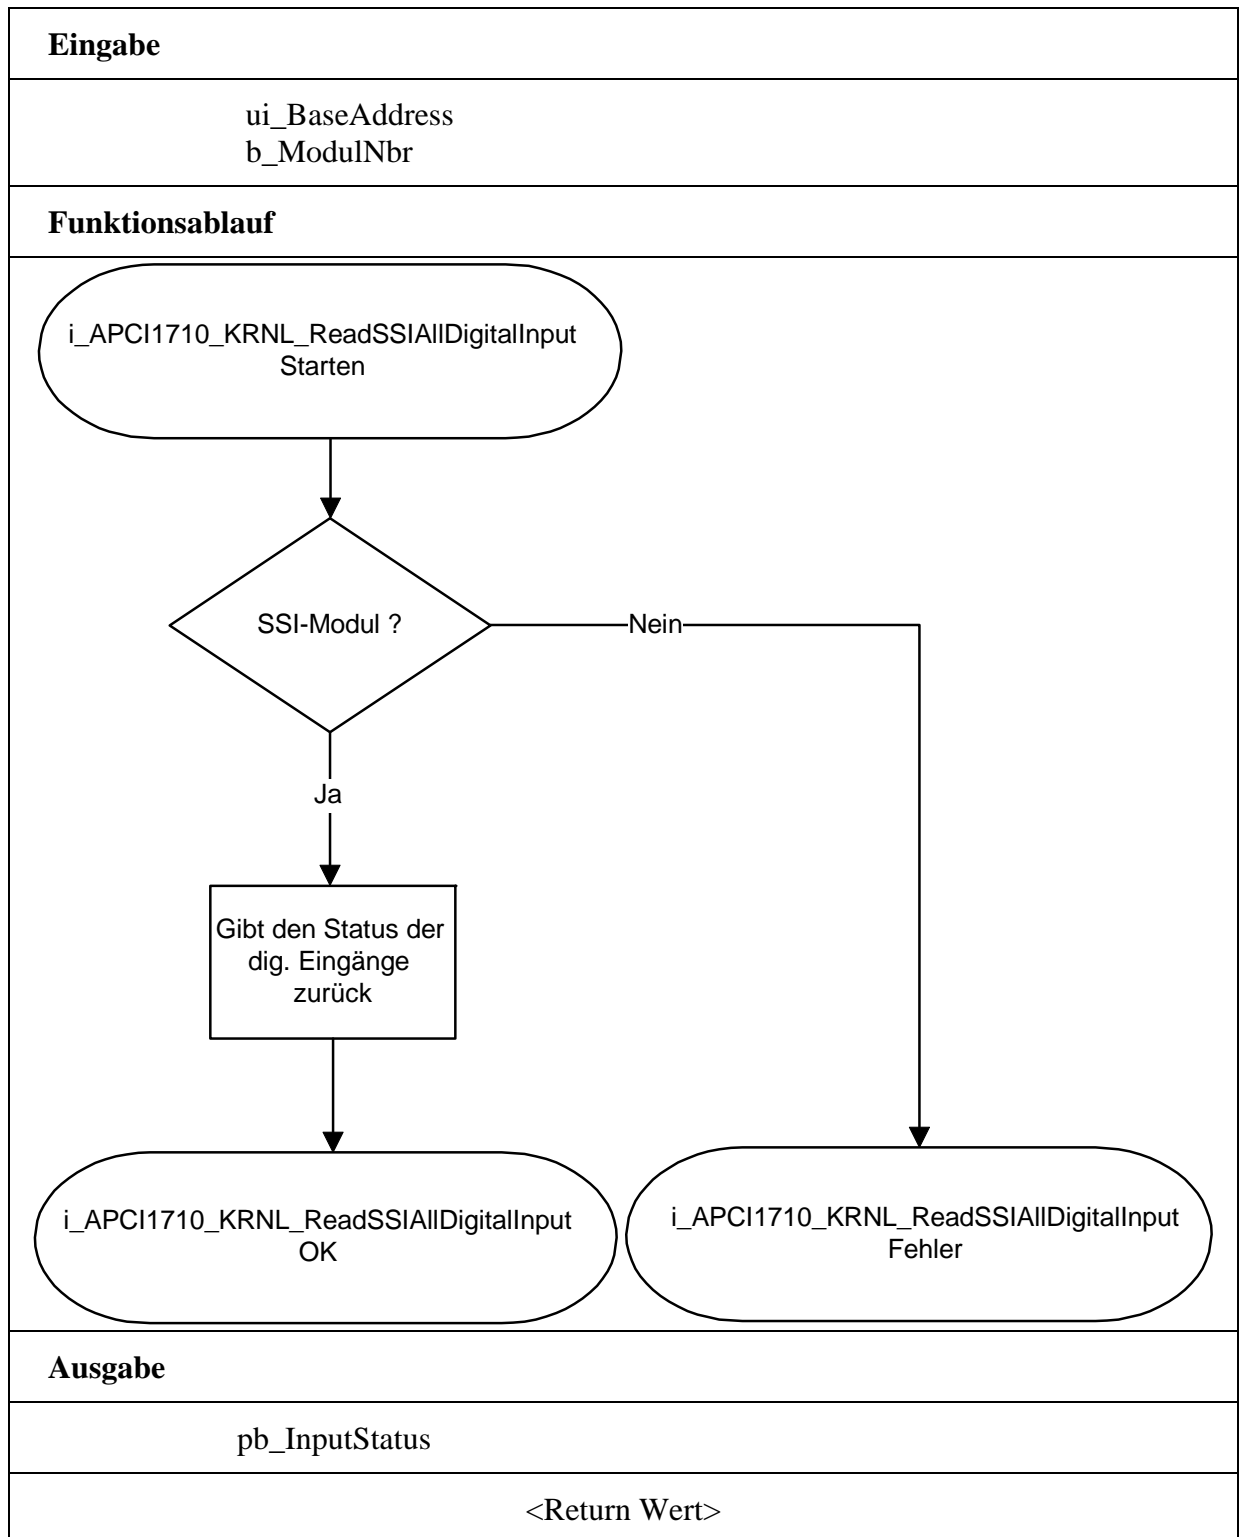 Eingabe
ui_BaseAddress
b_ModulNbr
Funktionsablauf
i_APCI1710_KRNL_ReadSSIAllDigitalInput
Starten
SSI-Modul ?
Nein
Ja
Gibt den Status der
dig. Eingänge
zurück
i_APCI1710_KRNL_ReadSSIAllDigitalInput
OK
i_APCI1710_KRNL_ReadSSIAllDigitalInput
Fehler
Ausgabe
pb_InputStatus
<Return Wert>